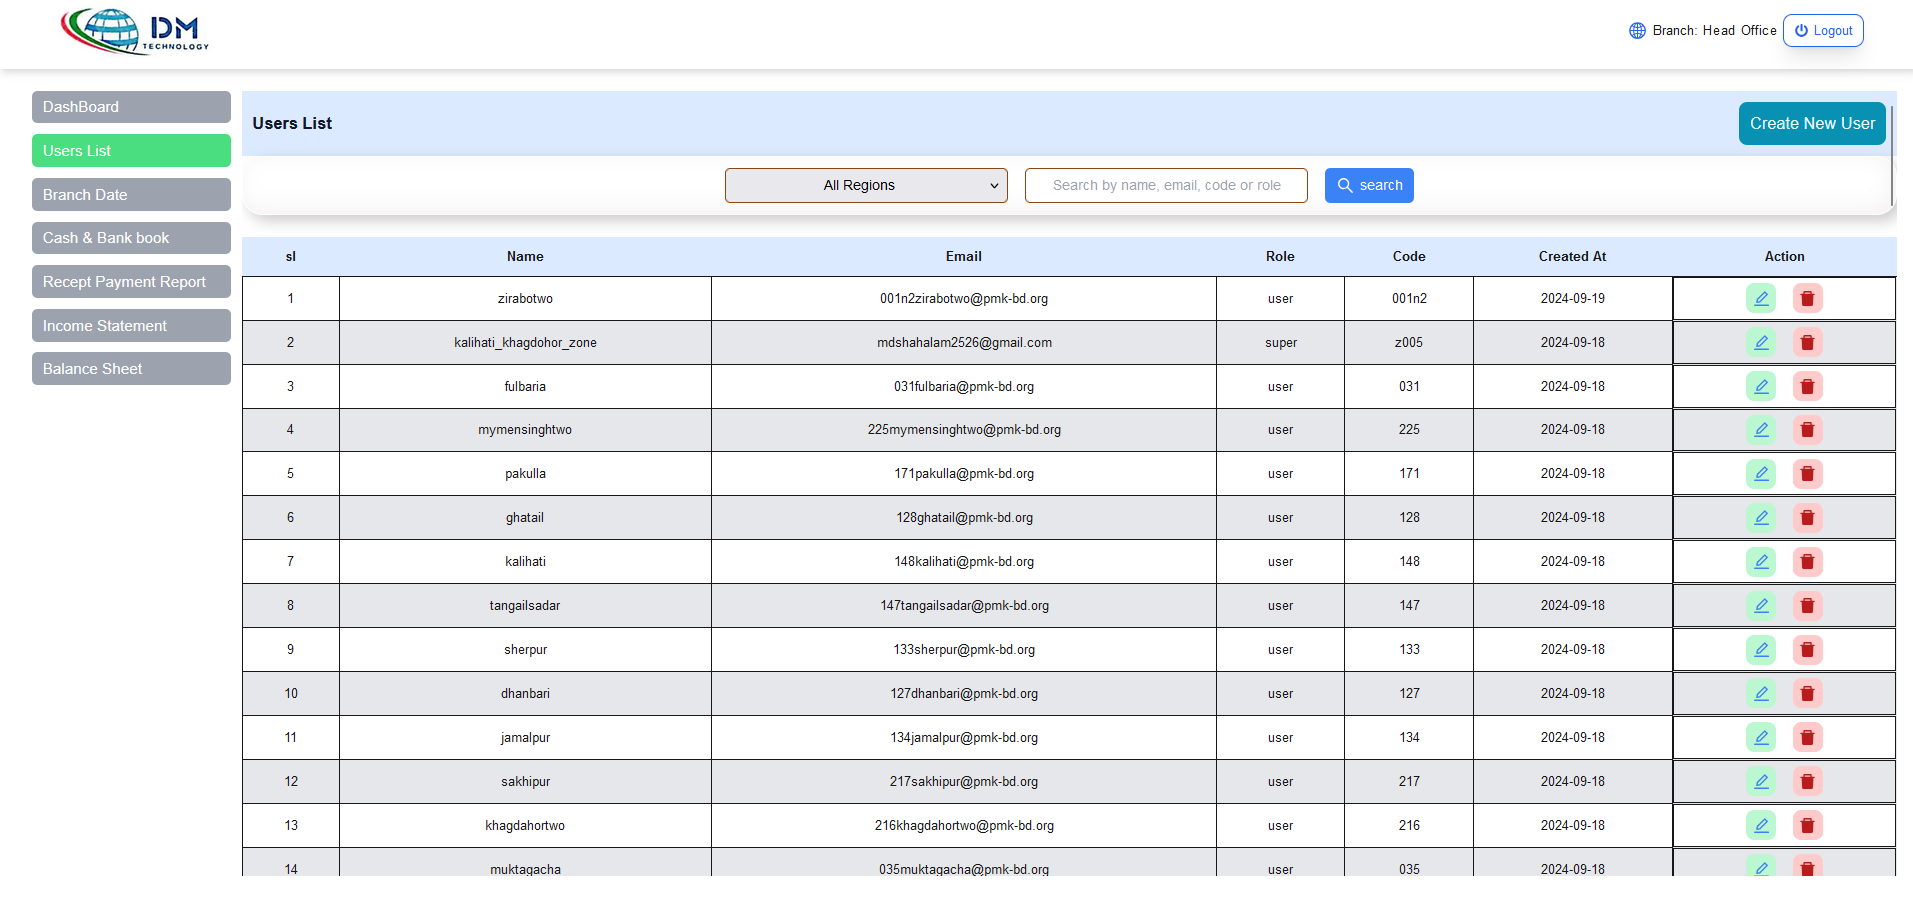 DM
TECHNOLOGY
Branch: Head Office
Logout
DashBoard
Users List
Branch Date
Cash & Bank book
Recept Payment Report
Income Statement
Balance Sheet
Users List
Create New User
All Regions
Search by name, email, code or role
search
sl Name Email Role Code Created At Action
1 zirabotwo 001n2zirabotwo@pmk-bd.org user 001n2 2024-09-19
2 kalihati_khagdohor_zone mdshahalam2526@gmail.com super z005 2024-09-18
3 fulbaria 031fulbaria@pmk-bd.org user 031 2024-09-18
4 mymensinghtwo 225mymensinghtwo@pmk-bd.org user 225 2024-09-18
5 pakulla 171pakulla@pmk-bd.org user 171 2024-09-18
6 ghatail 128ghatail@pmk-bd.org user 128 2024-09-18
7 kalihati 148kalihati@pmk-bd.org user 148 2024-09-18
8 tangailsadar 147tangailsadar@pmk-bd.org user 147 2024-09-18
9 sherpur 133sherpur@pmk-bd.org user 133 2024-09-18
10 dhanbari 127dhanbari@pmk-bd.org user 127 2024-09-18
11 jamalpur 134jamalpur@pmk-bd.org user 134 2024-09-18
12 sakhipur 217sakhipur@pmk-bd.org user 217 2024-09-18
13 khagdahortwo 216khagdahortwo@pmk-bd.org user 216 2024-09-18
14 muktagacha 035muktagacha@pmk-bd.org user 035 2024-09-18